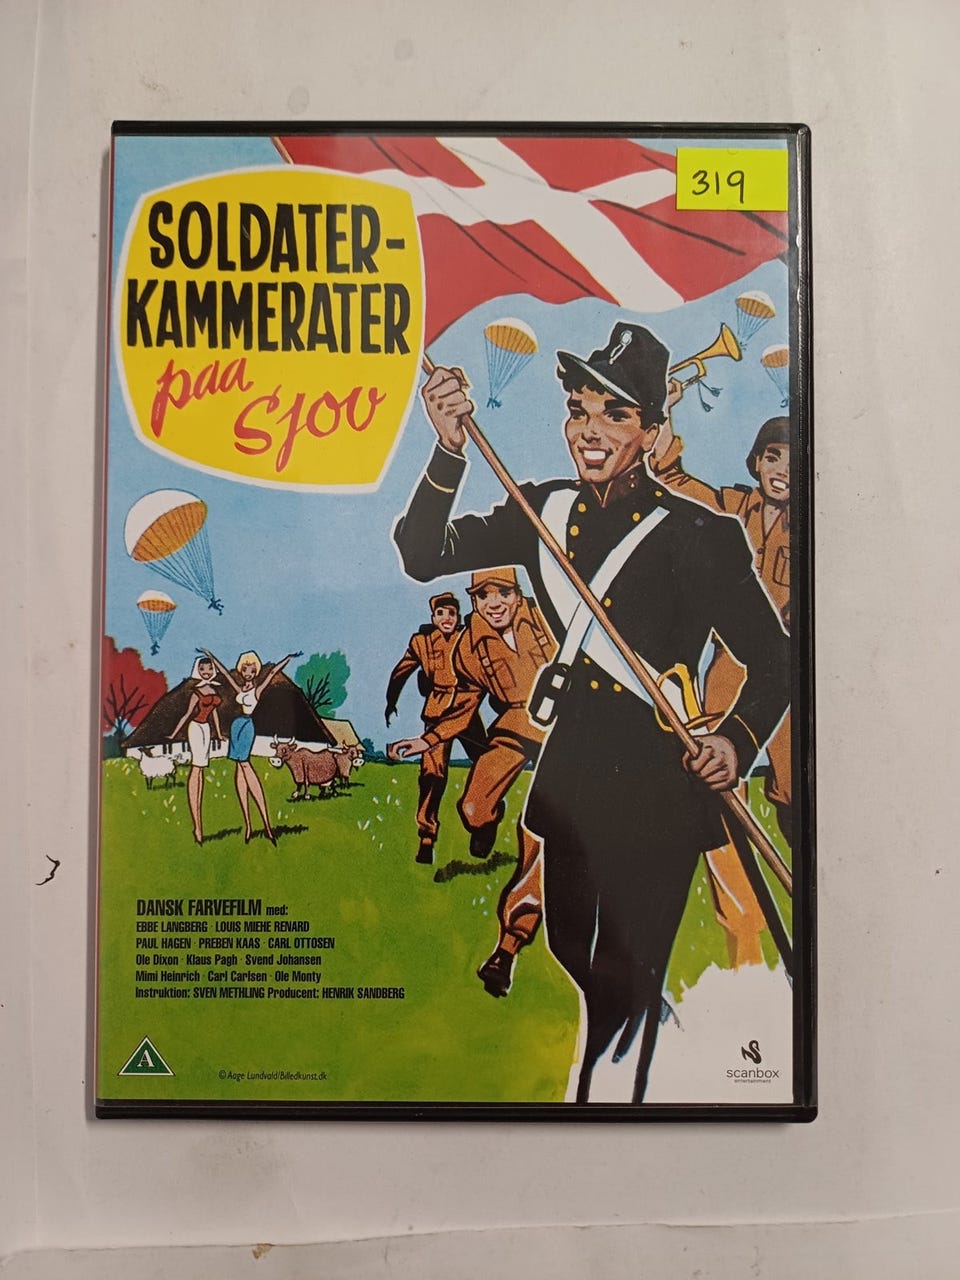 319
SOLDATER-
KAMMERATER
paa
Sjov
DANSK FARVEFILM med:
EBBE LANGBERG · LOUIS MIEHE RENARD
PAUL HAGEN · PREBEN KAAS · CARL OTTOSEN
Ole Dixon · Klaus Pagh · Svend Johansen
Mimi Heinrich · Carl Carlsen · Ole Monty
Instruktion: SVEN METHLING Producent: HENRIK SANDBERG
A
© Aage Lundvald/Billedkunst.dk
scanbox
entertainment